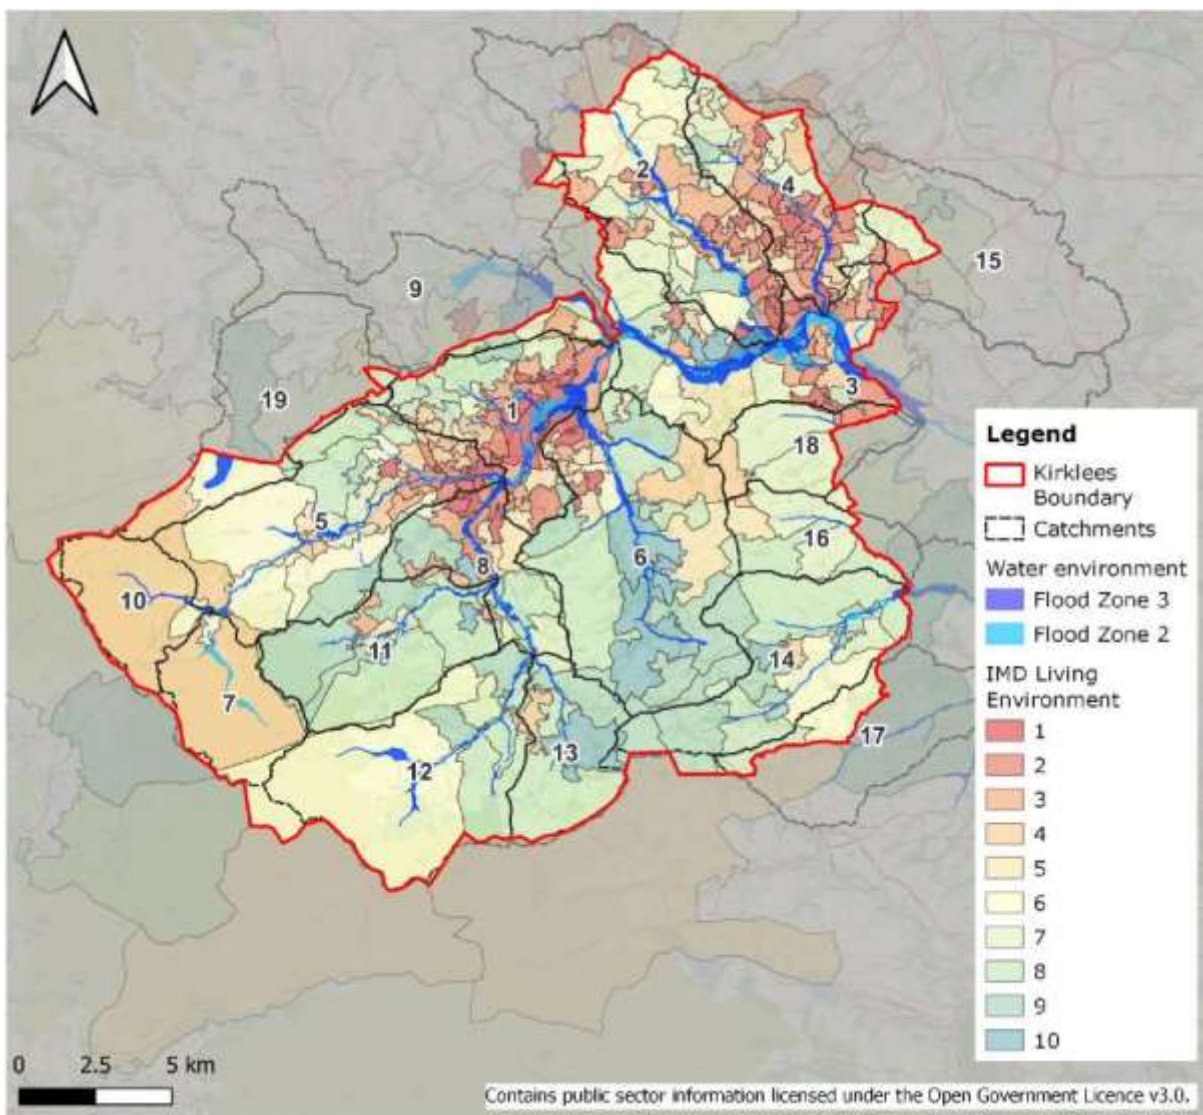 2
4
15
9
3
19
1
18
5
16
6
8
10
11
14
7
17
13
12
Legend
Kirklees
Boundary
Catchments
Water environment
Flood Zone 3
Flood Zone 2
IMD Living
Environment
1
2
3
4
5
6
7
8
9
10
0 2.5 5 km
Contains public sector information licensed under the Open Government Licence v3.0.